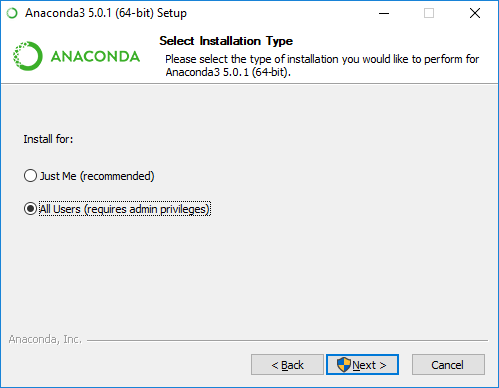 Anaconda3 5.0.1 (64-bit) Setup
ANACONDA
Select Installation Type
Please select the type of installation you would like to perform for
Anaconda3 5.0.1 (64-bit).
Install for:
Just Me (recommended)
All Users (requires admin privileges)
Anaconda, Inc.
< Back
Next >
Cancel